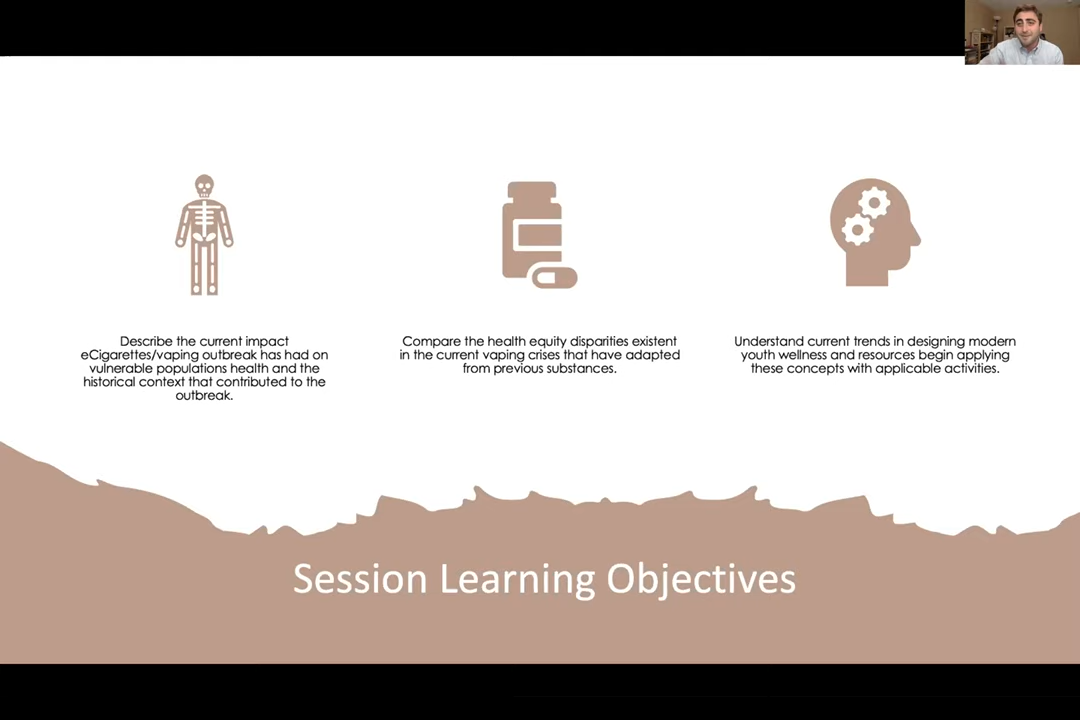 Describe the current impact
eCigarettes/vaping outbreak has had on
vulnerable populations health and the
historical context that contributed to the
outbreak.
Compare the health equity disparities existent
in the current vaping crises that have adapted
from previous substances.
Understand current trends in designing modern
youth wellness and resources begin applying
these concepts with applicable activities.
Session Learning Objectives